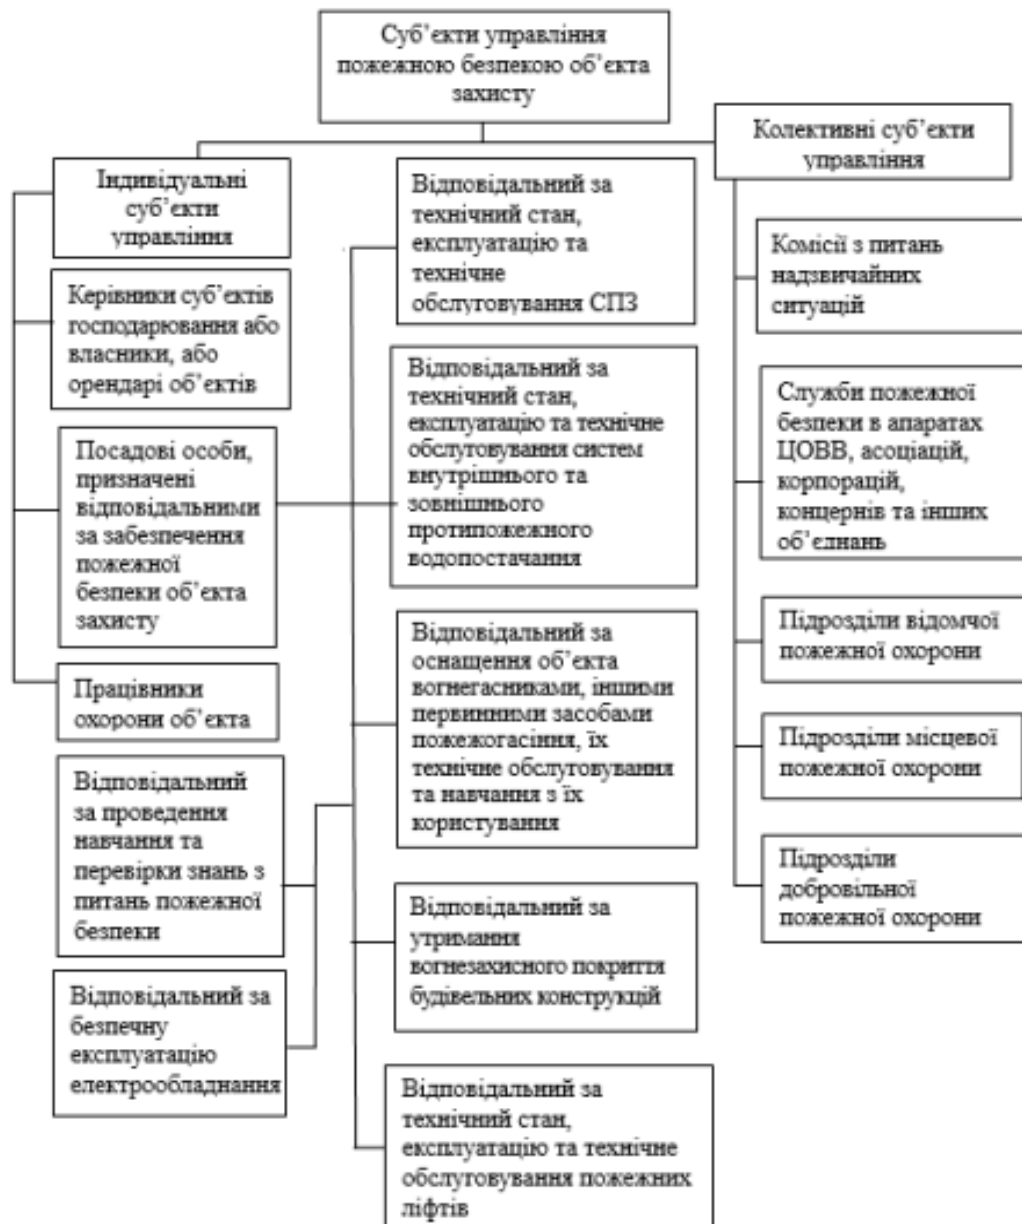 Суб’єкти управління
пожежною безпекою об’єкта
захисту
Колективні суб’єкти
управління
Індивідуальні
суб’єкти
управління
Керівники суб’єктів
господарювання або
власники, або
орендарі об’єктів
Посадові особи,
призначені
відповідальними
за забезпечення
пожежної
безпеки об’єкта
захисту
Працівники
охорони об’єкта
Відповідальний
за проведення
навчання та
перевірки знань з
питань пожежної
безпеки
Відповідальний за
безпечну
експлуатацію
електрообладнання
Відповідальний за
технічний стан,
експлуатацію та
технічне
обслуговування СПЗ
Відповідальний за
технічний стан,
експлуатацію та технічне
обслуговування систем
внутрішнього та
зовнішнього
протипожежного
водопостачання
Відповідальний за
оснащення об’єкта
вогнегасниками, іншими
первинними засобами
пожежогасіння, їх
технічне обслуговування
та навчання з їх
користування
Відповідальний за
утримання
вогнезахисного покриття
будівельних конструкцій
Відповідальний за
технічний стан,
експлуатацію та технічне
обслуговування пожежних
ліфтів
Комісії з питань
надзвичайних
ситуацій
Служби пожежної
безпеки в апаратах
ЦОВВ, асоціацій,
корпорацій,
концернів та інших
об’єднань
Підрозділи відомчої
пожежної охорони
Підрозділи місцевої
пожежної охорони
Підрозділи
добровільної
пожежної охорони